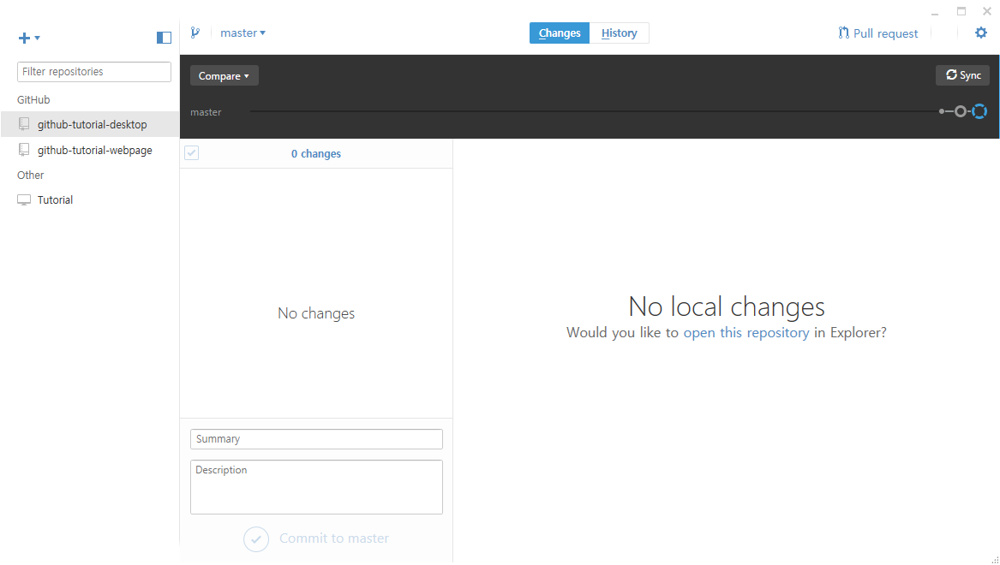 master
Changes
History
Pull request
Filter repositories
GitHub
github-tutorial-desktop
github-tutorial-webpage
Other
Tutorial
Compare
Sync
master
0 changes
No changes
Summary
Description
Commit to master
No local changes
Would you like to open this repository in Explorer?